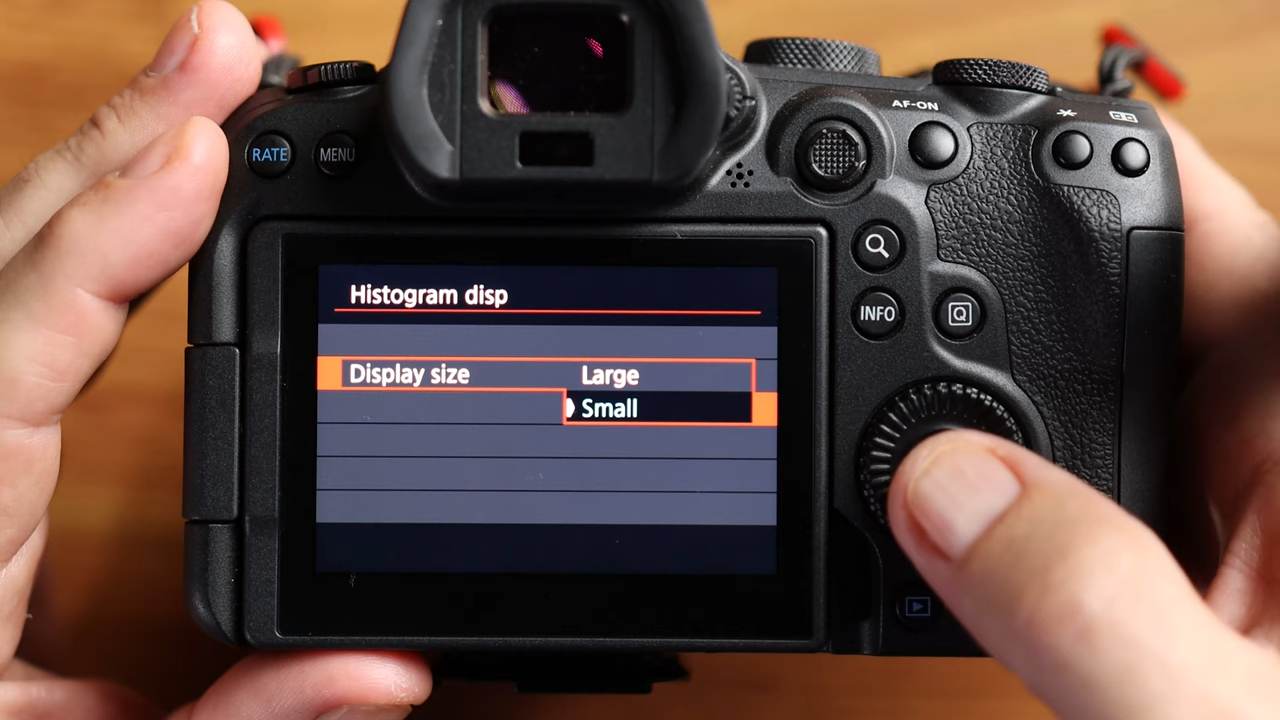 AF-ON
RATE
MENU
INFO
Q
Histogram disp
Display size
Large
Small